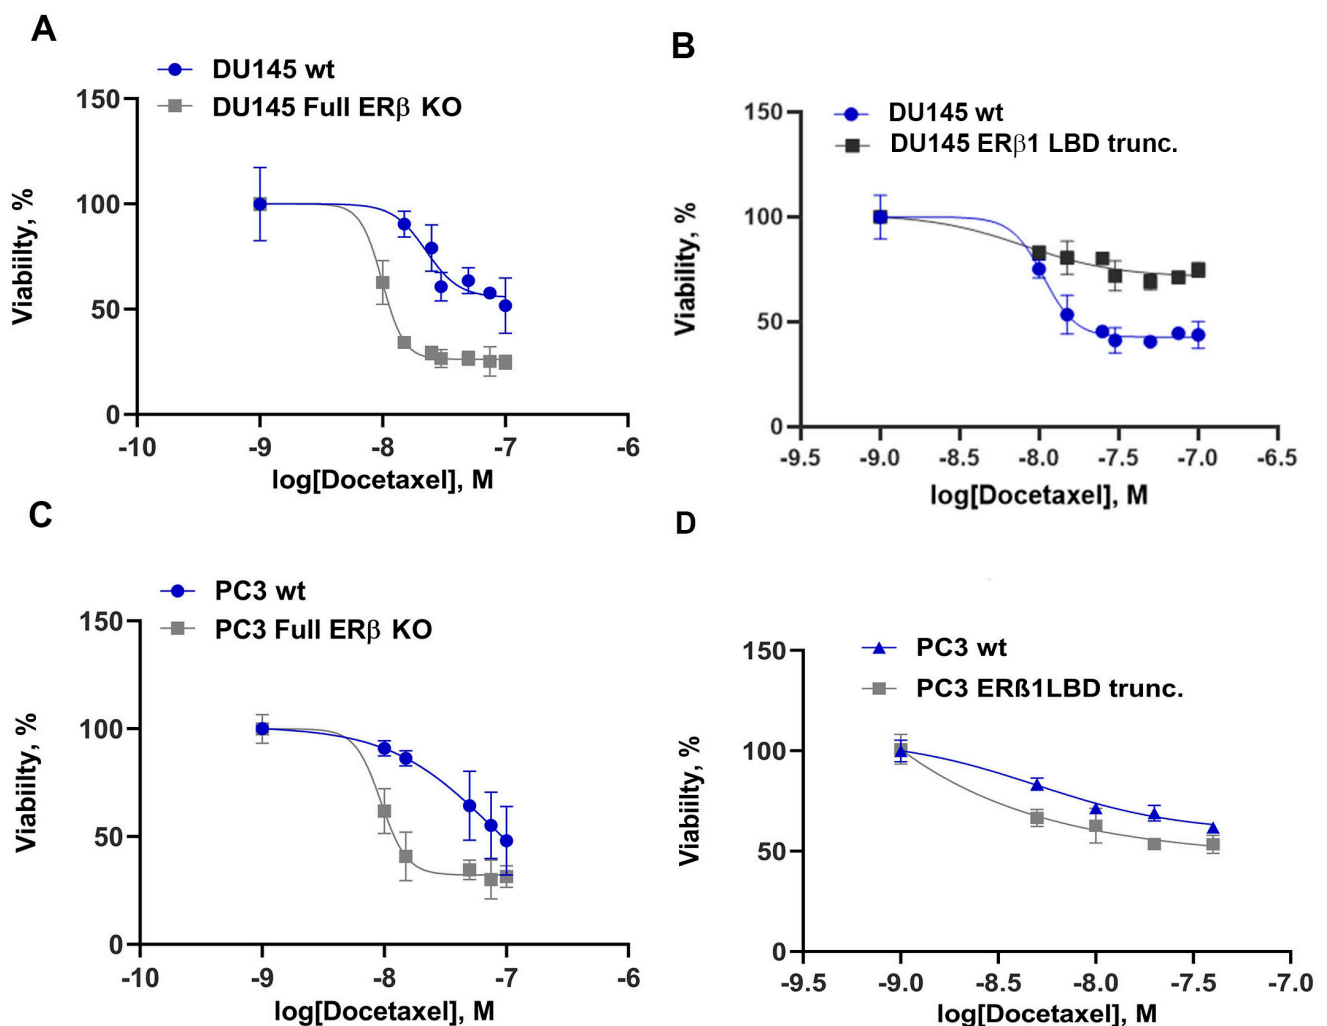 A
DU145 wt
DU145 Full ERβ KO
150
100
50
0
Viabiilty, %
-10
-9
-8
-7
-6
log[Docetaxel], M
B
DU145 wt
DU145 ERβ1 LBD trunc.
150
100
50
0
Viability, %
-9.5
-9.0
-8.5
-8.0
-7.5
-7.0
-6.5
log[Docetaxel], M
C
PC3 wt
PC3 Full ERβ KO
150
100
50
0
Viabiilty, %
-10
-9
-8
-7
-6
log[Docetaxel], M
D
PC3 wt
PC3 ERß1LBD trunc.
150
100
50
0
Viabiilty, %
-9.5
-9.0
-8.5
-8.0
-7.5
-7.0
log[Docetaxel], M